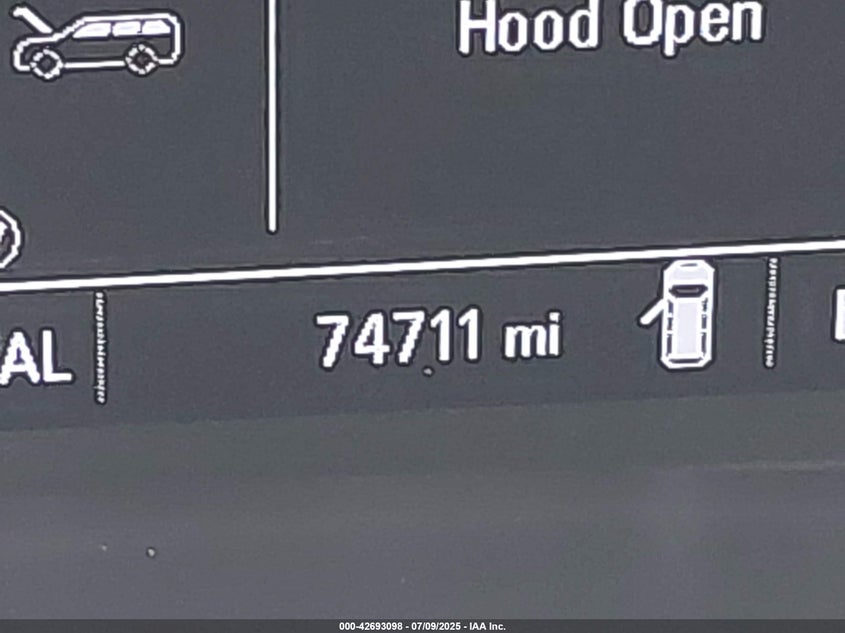 Hood Open
AL
74711 mi
000-42693098 - 07/09/2025 - IAA Inc.